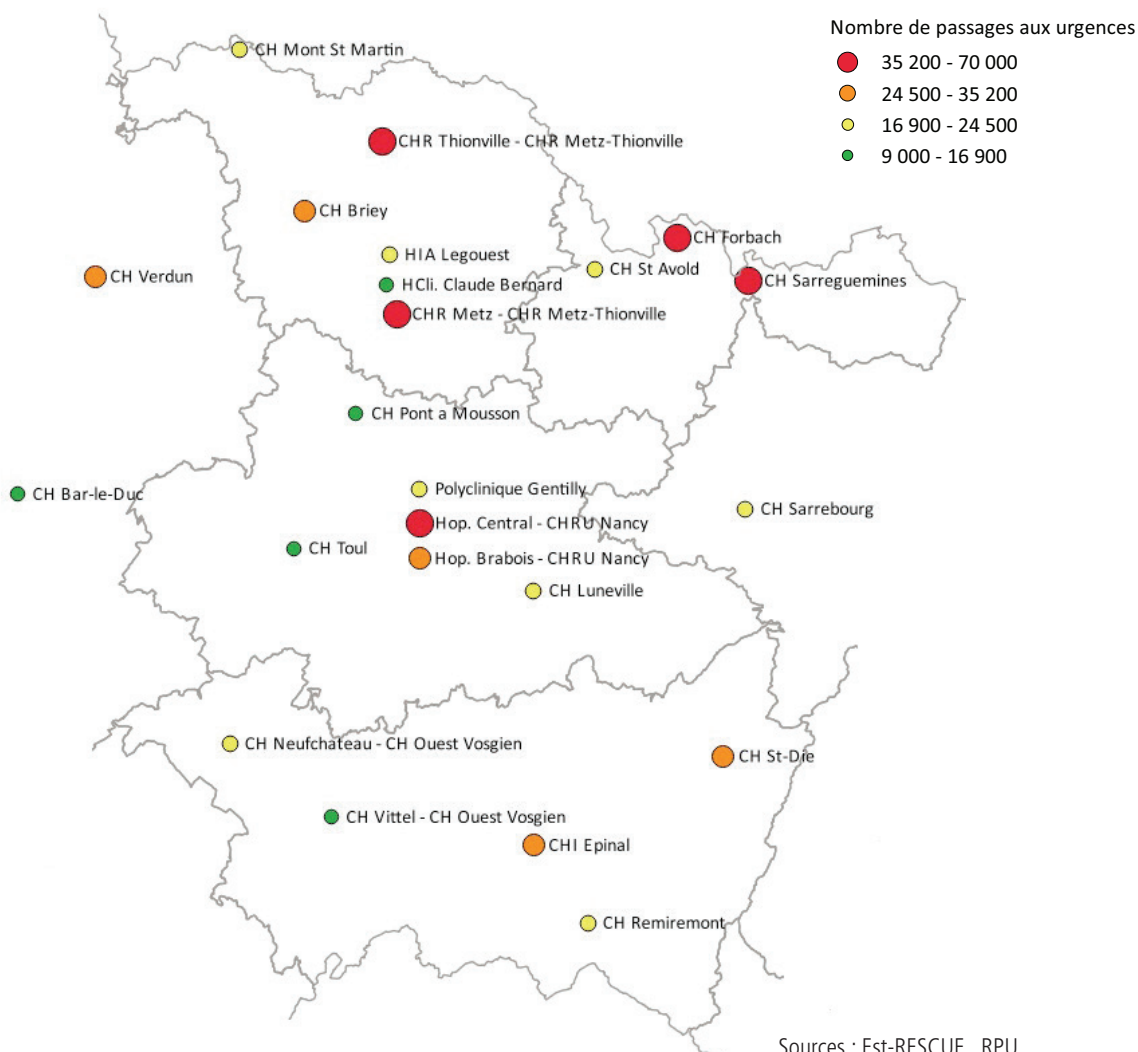 Nombre de passages aux urgences
35 200 - 70 000
24 500 - 35 200
16 900 - 24 500
9 000 - 16 900
CH Mont St Martin
CHR Thionville - CHR Metz-Thionville
CH Briey
CH Forbach
HIA Legouest
CH St Avold
CH Verdun
CH Sarreguemines
HCli. Claude Bernard
CHR Metz - CHR Metz-Thionville
CH Pont a Mousson
Polyclinique Gentilly
CH Bar-le-Duc
CH Sarrebourg
Hop. Central - CHRU Nancy
CH Toul
Hop. Brabois - CHRU Nancy
CH Luneville
CH Neufchateau - CH Ouest Vosgien
CH St-Die
CH Vittel - CH Ouest Vosgien
CHI Epinal
CH Remiremont
Sources : Est-RESCUE, RPU